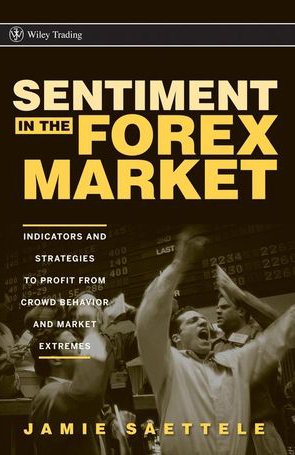 Wiley Trading
SENTIMENT
IN THE FOREX
MARKET
INDICATORS AND
STRATEGIES
TO PROFIT FROM
CROWD BEHAVIOR
AND MARKET
EXTREMES
LAST
JAMIE SAETTELE